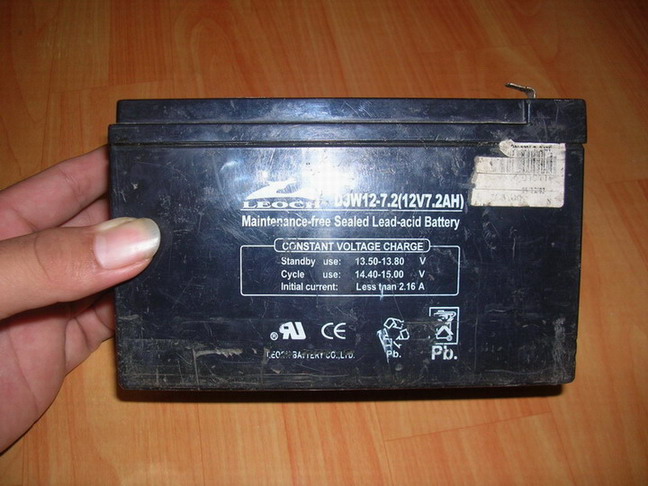 LEOCH DJW12-7.2(12V7.2AH)
Maintenance-free Sealed Lead-acid Battery
CONSTANT VOLTAGE CHARGE
Standby use: 13.50-13.80 V
Cycle use: 14.40-15.00 V
Initial current: Less than 2.16 A
® CE
Pb. Pb.
LEOCH BATTERY CO.,LTD.